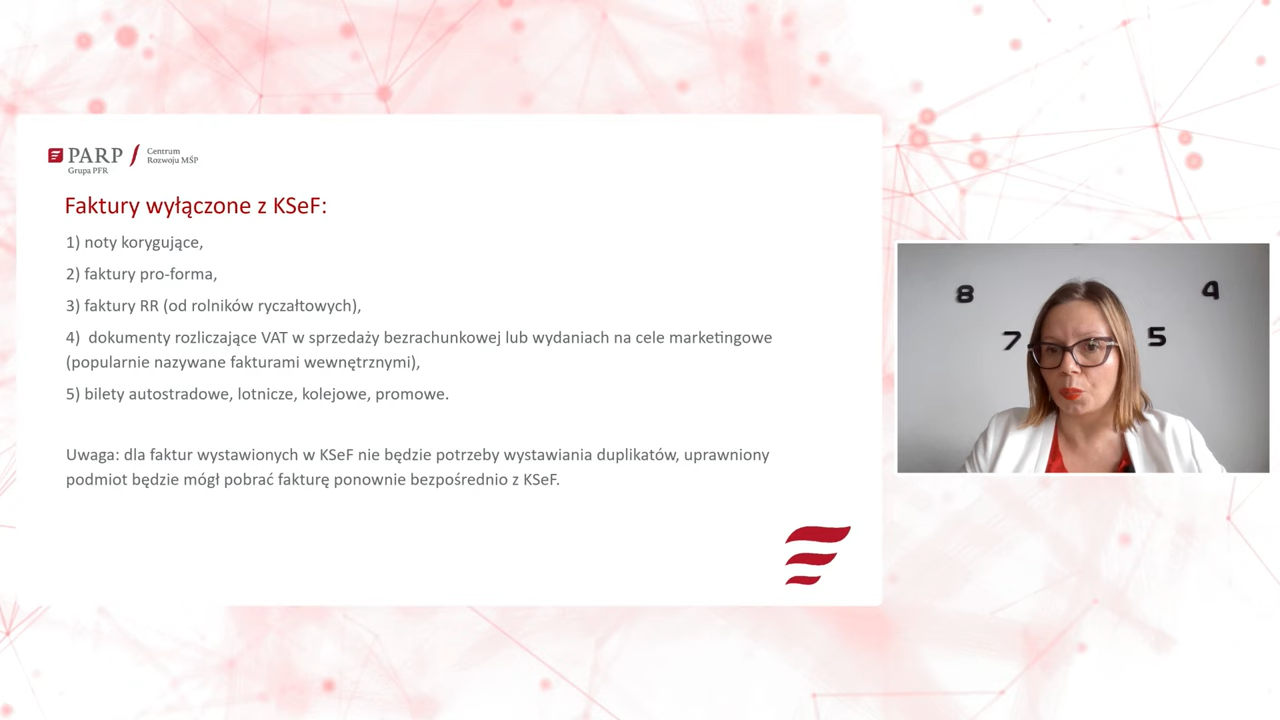 PARP
Grupa PFR
Centrum
Rozwoju MŚP
Faktury wyłączone z KSeF:
1) noty korygujące,
2) faktury pro-forma,
3) faktury RR (od rolników ryczałtowych),
4) dokumenty rozliczające VAT w sprzedaży bezrachunkowej lub wydaniach na cele marketingowe
(popularnie nazywane fakturami wewnętrznymi),
5) bilety autostradowe, lotnicze, kolejowe, promowe.
Uwaga: dla faktur wystawionych w KSeF nie będzie potrzeby wystawiania duplikatów, uprawniony
podmiot będzie mógł pobrać fakturę ponownie bezpośrednio z KSeF.
8
4
7
5